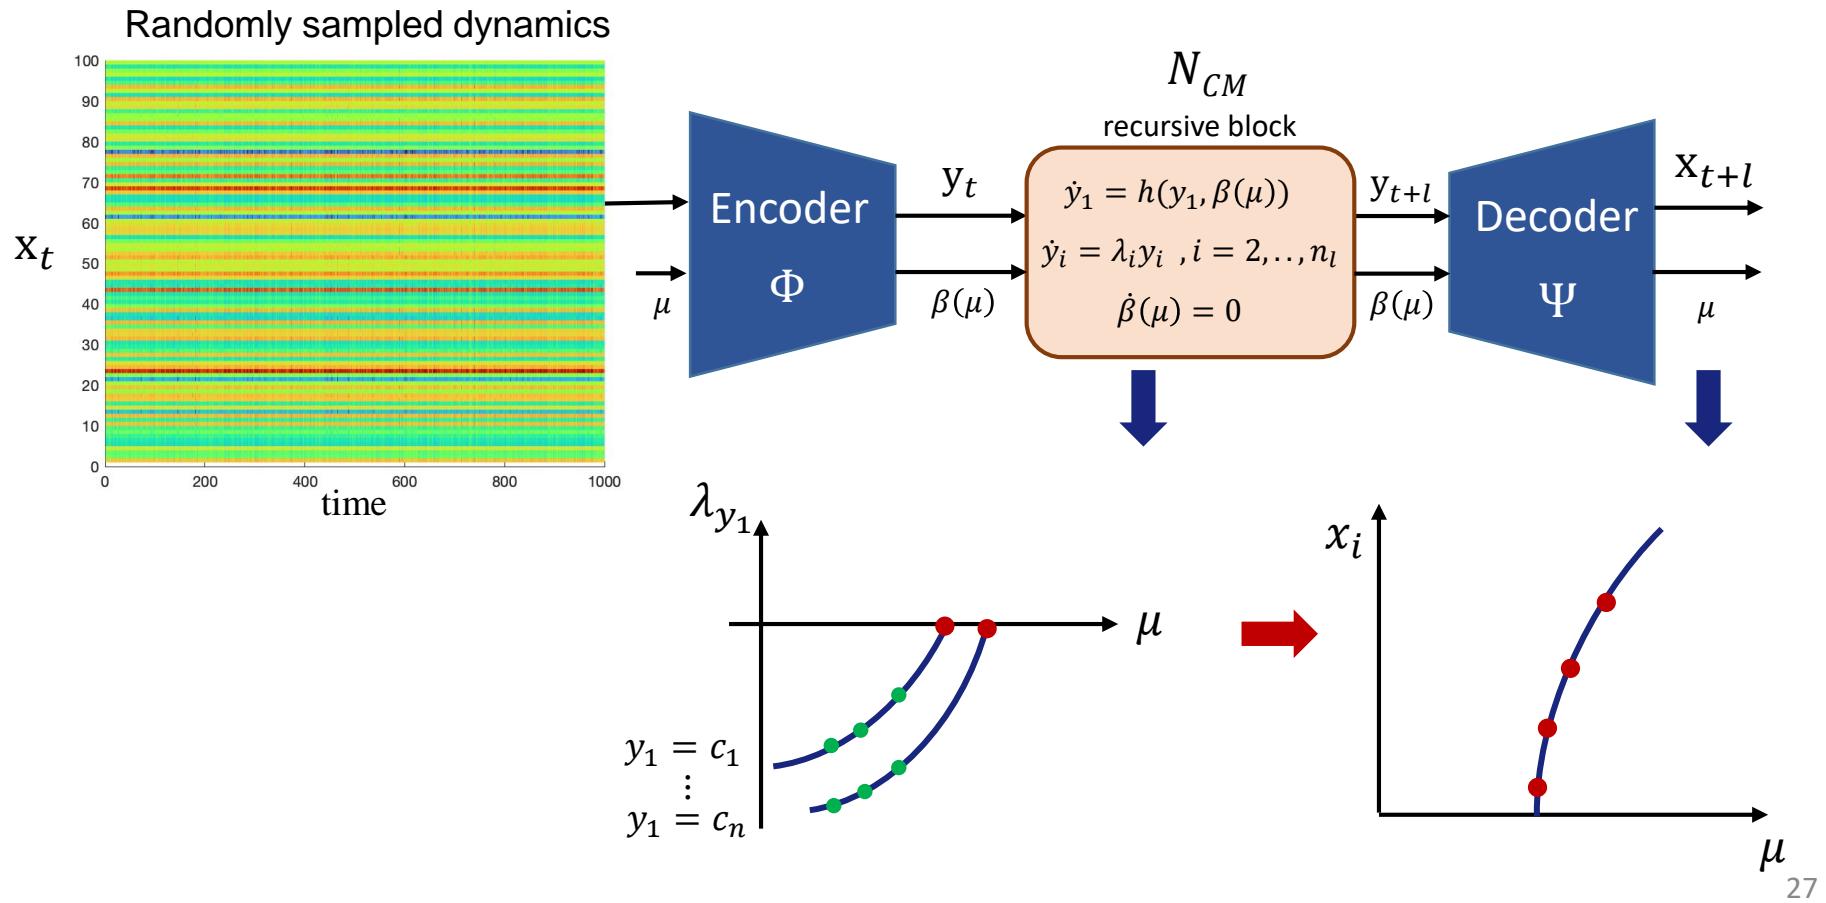 Randomly sampled dynamics
100
90
80
70
60
50
40
30
20
10
0
x_t
0 200 400 600 800 1000
time
μ
Encoder
Φ
y_t
β(μ)
N_{CM}
recursive block
ẏ_1 = h(y_1, β(μ))
ẏ_i = λ_i y_i , i = 2,..,n_l
β̇(μ) = 0
y_{t+l}
β(μ)
Decoder
Ψ
x_{t+l}
μ
λ_{y_1}
μ
y_1 = c_1
⋮
y_1 = c_n
x_i
μ
27